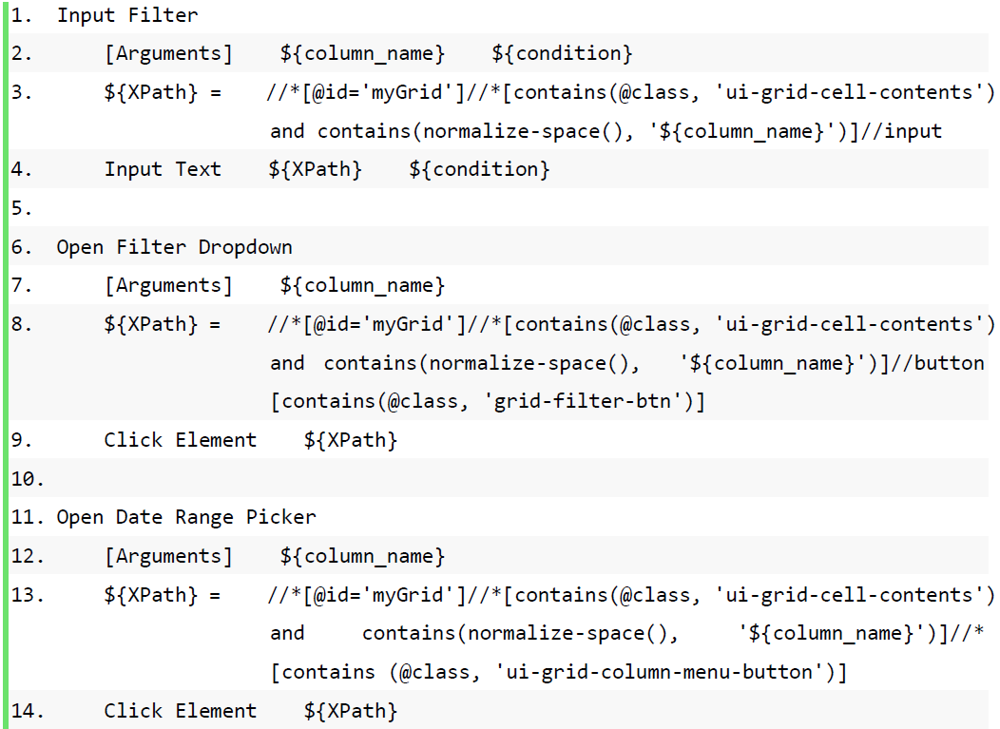 1. Input Filter
2. [Arguments] ${column_name} ${condition}
3. ${XPath} = //*[@id='myGrid']//*[contains(@class, 'ui-grid-cell-contents')
and contains(normalize-space(), '${column_name}')]//input
4. Input Text ${XPath} ${condition}
5.
6. Open Filter Dropdown
7. [Arguments] ${column_name}
8. ${XPath} = //*[@id='myGrid']//*[contains(@class, 'ui-grid-cell-contents')
and contains(normalize-space(), '${column_name}')]//button
[contains(@class, 'grid-filter-btn')]
9. Click Element ${XPath}
10.
11. Open Date Range Picker
12. [Arguments] ${column_name}
13. ${XPath} = //*[@id='myGrid']//*[contains(@class, 'ui-grid-cell-contents')
and contains(normalize-space(), '${column_name}')]//*
[contains (@class, 'ui-grid-column-menu-button')]
14. Click Element ${XPath}